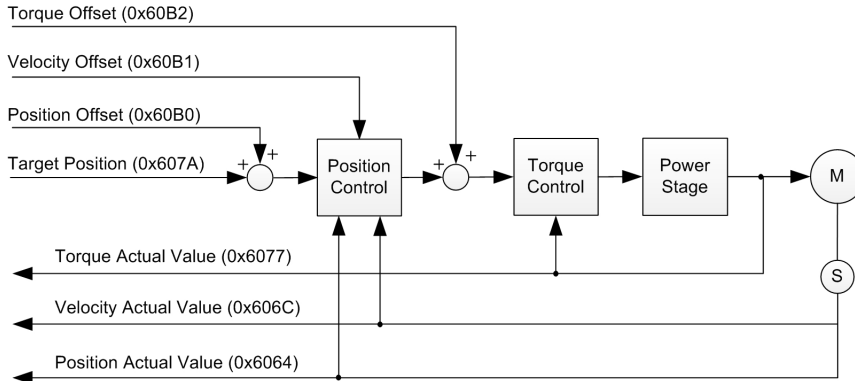 Torque Offset (0x60B2)
Velocity Offset (0x60B1)
Position Offset (0x60B0)
+
Target Position (0x607A)
+
Position
Control
+
+
Torque
Control
Power
Stage
M
Torque Actual Value (0x6077)
S
Velocity Actual Value (0x606C)
Position Actual Value (0x6064)